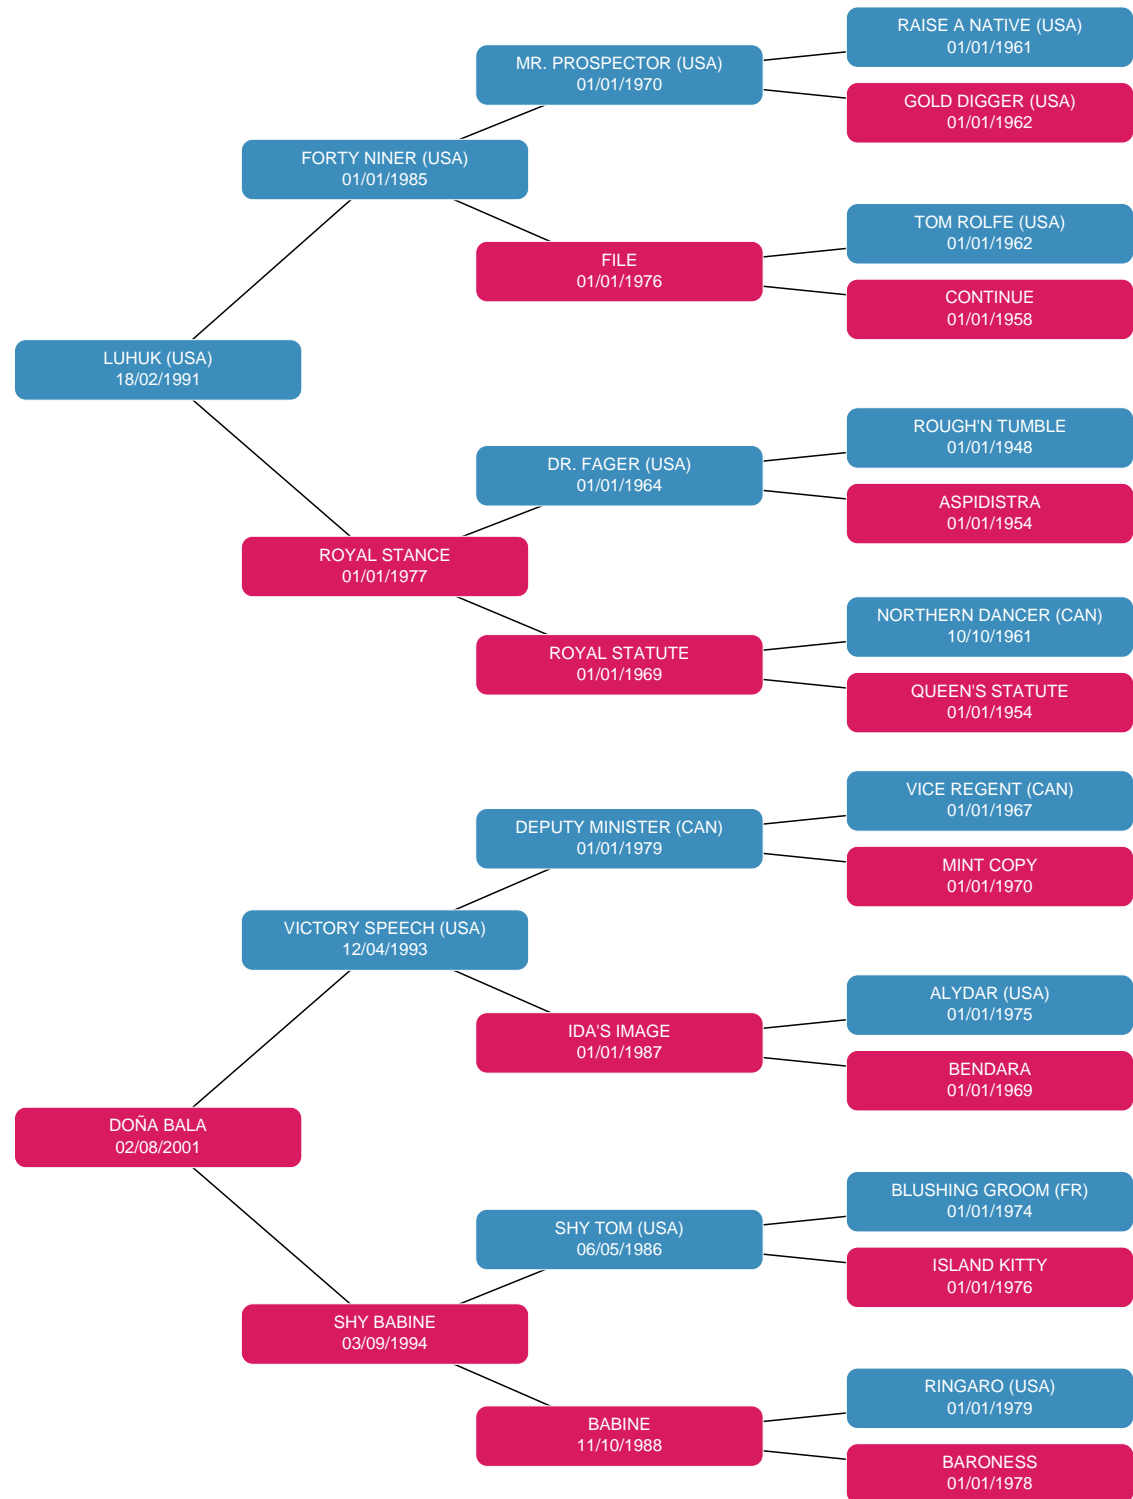 RAISE A NATIVE (USA)
01/01/1961
MR. PROSPECTOR (USA)
01/01/1970
GOLD DIGGER (USA)
01/01/1962
FORTY NINER (USA)
01/01/1985
TOM ROLFE (USA)
01/01/1962
FILE
01/01/1976
CONTINUE
01/01/1958
LUHUK (USA)
18/02/1991
ROUGH'N TUMBLE
01/01/1948
DR. FAGER (USA)
01/01/1964
ASPIDISTRA
01/01/1954
ROYAL STANCE
01/01/1977
NORTHERN DANCER (CAN)
10/10/1961
ROYAL STATUTE
01/01/1969
QUEEN'S STATUTE
01/01/1954
VICE REGENT (CAN)
01/01/1967
DEPUTY MINISTER (CAN)
01/01/1979
MINT COPY
01/01/1970
VICTORY SPEECH (USA)
12/04/1993
ALYDAR (USA)
01/01/1975
IDA'S IMAGE
01/01/1987
BENDARA
01/01/1969
DOÑA BALA
02/08/2001
BLUSHING GROOM (FR)
01/01/1974
SHY TOM (USA)
06/05/1986
ISLAND KITTY
01/01/1976
SHY BABINE
03/09/1994
RINGARO (USA)
01/01/1979
BABINE
11/10/1988
BARONESS
01/01/1978